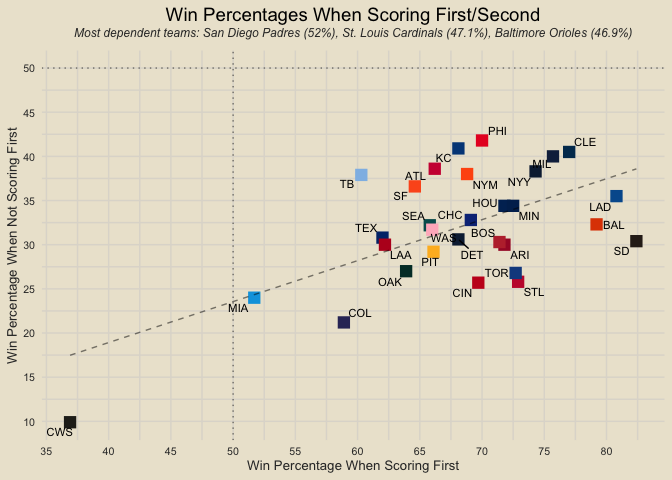 Win Percentages When Scoring First/Second
Most dependent teams: San Diego Padres (52%), St. Louis Cardinals (47.1%), Baltimore Orioles (46.9%)
Win Percentage When Not Scoring First
50
45
40
35
30
25
20
15
10
PHI
CLE
KC
MIL
ATL
TB
NYM
NYY
SF
HOU
LAD
SEA
CHC
MIN
BAL
TEX
WAS
BOS
SD
LAA
DET
ARI
PIT
OAK
TOR
CIN
STL
MIA
COL
CWS
35
40
45
50
55
60
65
70
75
80
Win Percentage When Scoring First